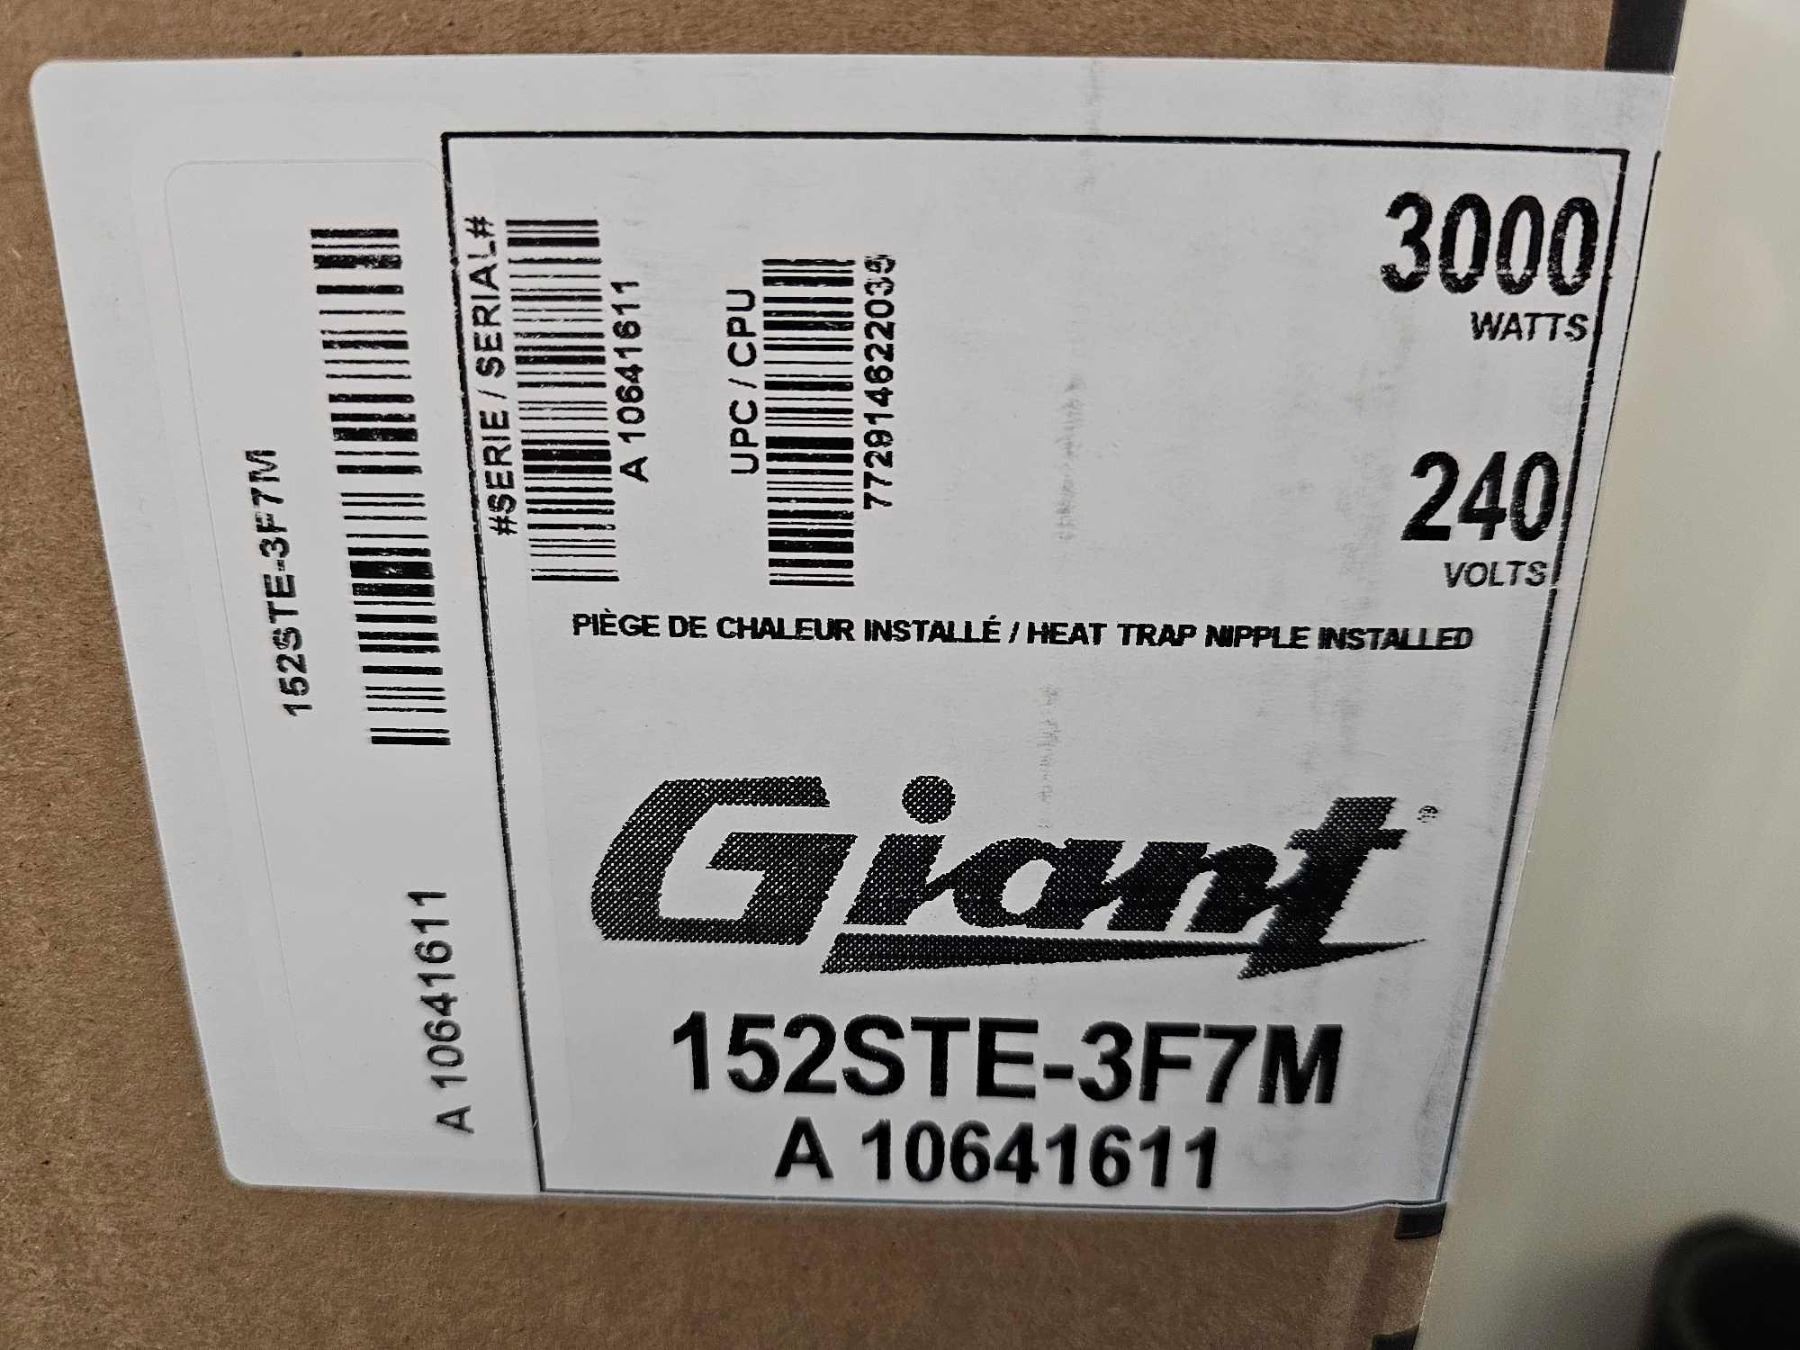 152STE-3F7M
A 10641611
#SERIE / SERIAL#
A 10641611
UPC / CPU
772914622035
3000
WATTS
240
VOLTS
PIÈGE DE CHALEUR INSTALLÉ / HEAT TRAP NIPPLE INSTALLED
Giant®
152STE-3F7M
A 10641611